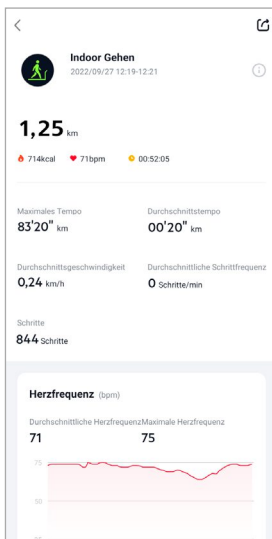 Indoor Gehen
2022/09/27 12:19-12:21
1,25 km
714kcal 71bpm 00:52:05
Maximales Tempo Durchschnittstempo
83'20" km 00'20" km
Durchschnittsgeschwindigkeit Durchschnittliche Schrittfrequenz
0,24 km/h 0 Schritte/min
Schritte
844 Schritte
Herzfrequenz (bpm)
Durchschnittliche Herzfrequenz Maximale Herzfrequenz
71 75
75
50